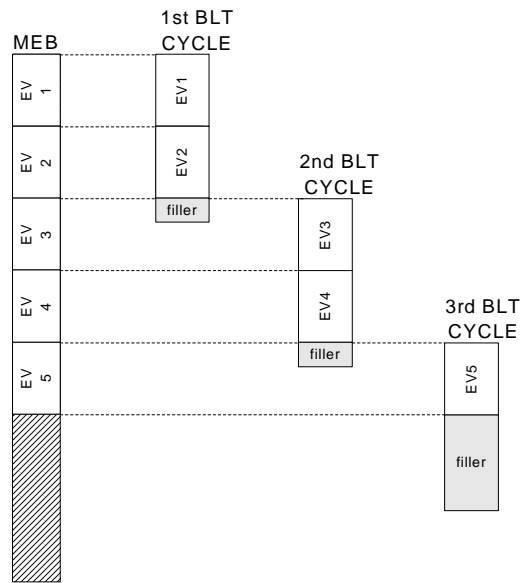 1st BLT
CYCLE
MEB
EV 1
EV 2
EV 3
EV 4
EV 5
EV1
EV2
filler
2nd BLT
CYCLE
EV3
EV4
filler
3rd BLT
CYCLE
EV5
filler